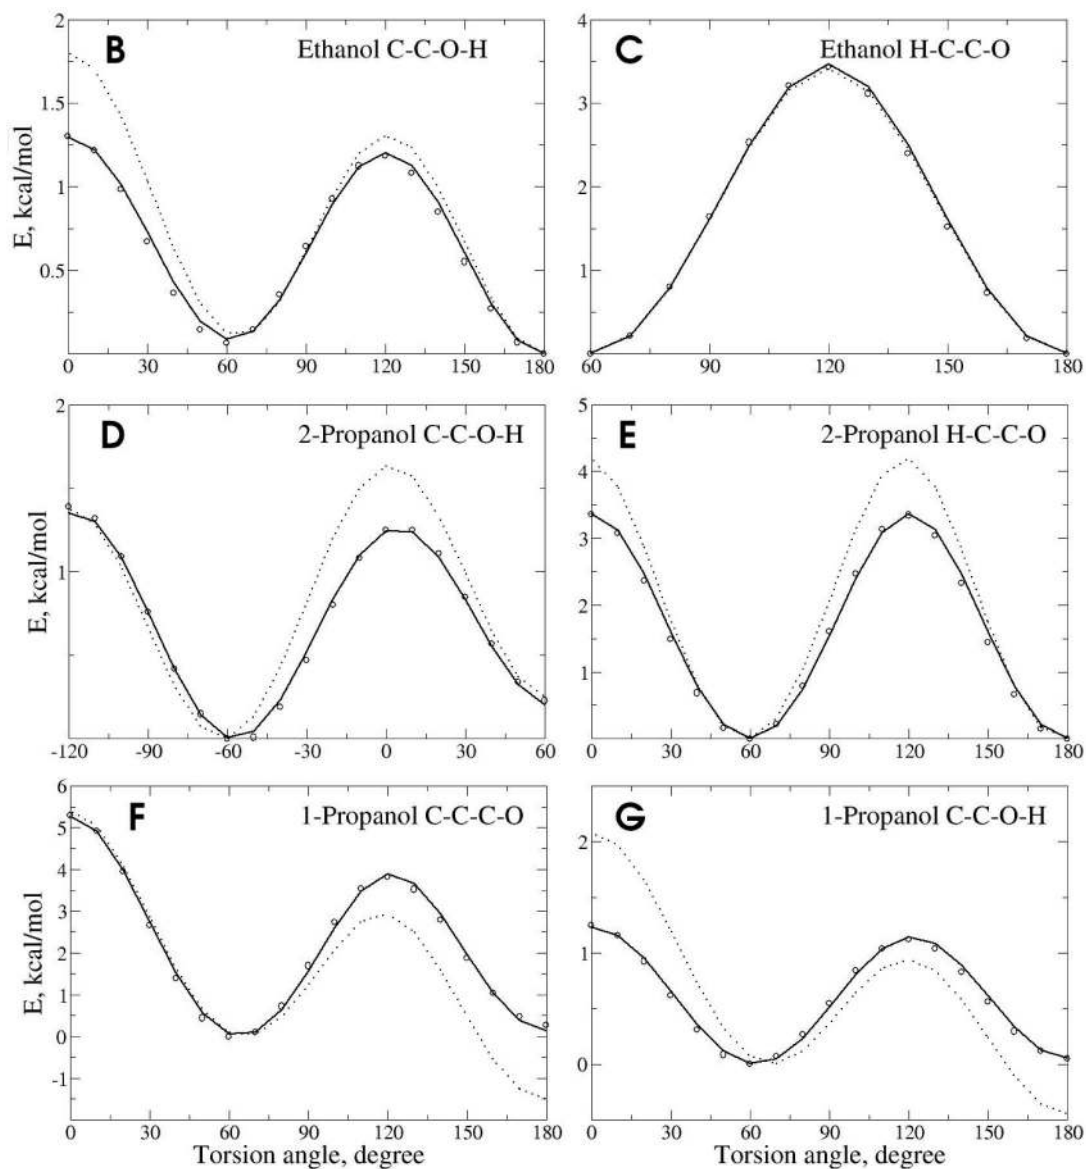 B
Ethanol C-C-O-H
E, kcal/mol
2
1.5
1
0.5
0 30 60 90 120 150 180
C
Ethanol H-C-C-O
4
3
2
1
0
60 90 120 150 180
D
2-Propanol C-C-O-H
E, kcal/mol
2
1
-120 -90 -60 -30 0 30 60
E
2-Propanol H-C-C-O
5
4
3
2
1
0
0 30 60 90 120 150 180
F
1-Propanol C-C-C-O
E, kcal/mol
6
5
4
3
2
1
0
-1
0 30 60 90 120 150 180
Torsion angle, degree
G
1-Propanol C-C-O-H
2
1
0
0 30 60 90 120 150 180
Torsion angle, degree